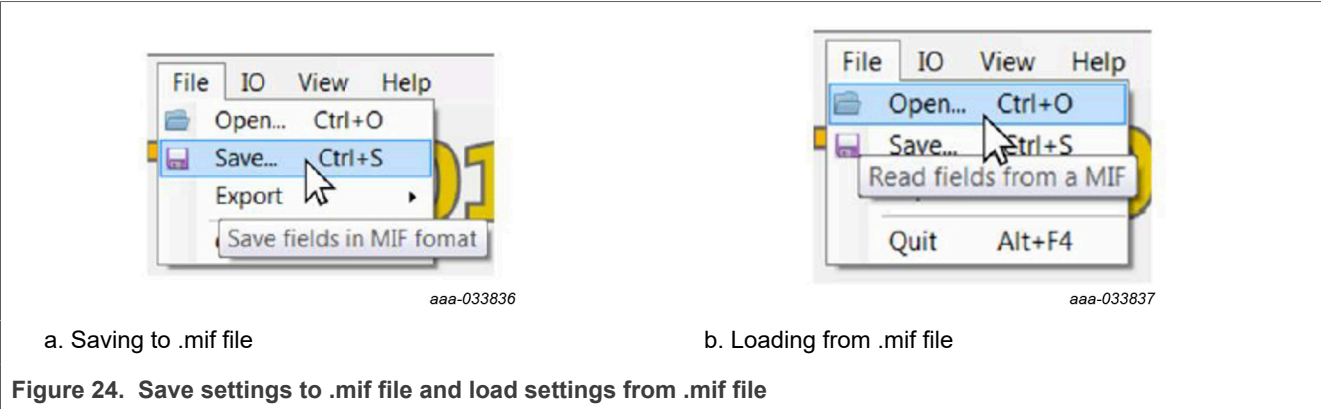 File IO View Help
Open... Ctrl+O
Save... Ctrl+S
Export
Save fields in MIF fomat
aaa-033836
a. Saving to .mif file
File IO View Help
Open... Ctrl+O
Save... Ctrl+S
Read fields from a MIF
Quit Alt+F4
aaa-033837
b. Loading from .mif file
Figure 24. Save settings to .mif file and load settings from .mif file